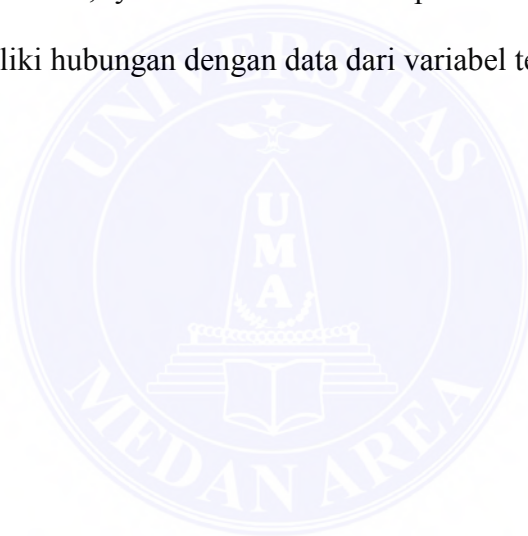 liki hubungan dengan data dari variabel te
UNIVERSITAS
U
M
A
MEDAN AREA